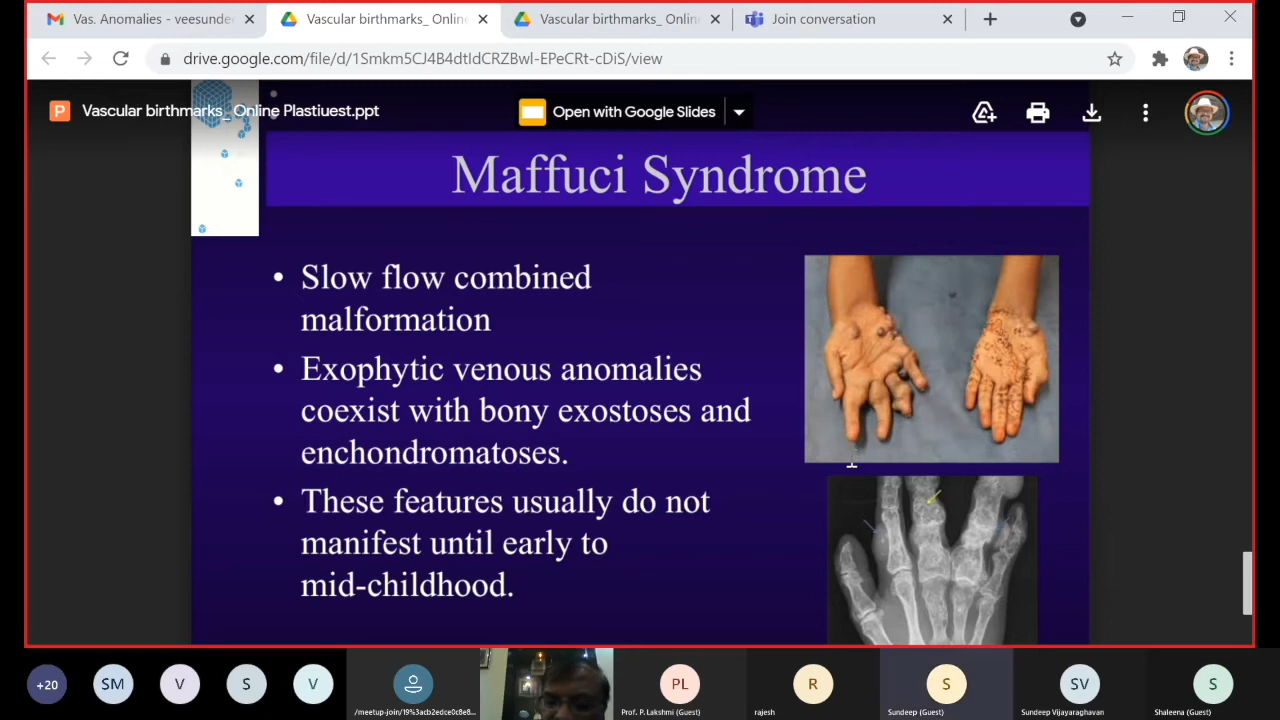 Vas. Anomalies - veesunde
Vascular birthmarks_ Onlin
Vascular birthmarks_ Onlin
Join conversation
drive.google.com/file/d/1Smkm5CJ4B4dtIdCRZBwl-EPeCRt-cDiS/view
P
Vascular birthmarks_ Online Plastiuest.ppt
Open with Google Slides
Maffuci Syndrome
• Slow flow combined
malformation
• Exophytic venous anomalies
coexist with bony exostoses and
enchondromatoses.
• These features usually do not
manifest until early to
mid-childhood.
+20
SM
V
S
V
/meetup-join/19%3acb2edce0c8e8...
PL
Prof. P. Lakshmi (Guest)
R
rajesh
S
Sundeep (Guest)
SV
Sundeep Vijayaraghavan
S
Shaleena (Guest)